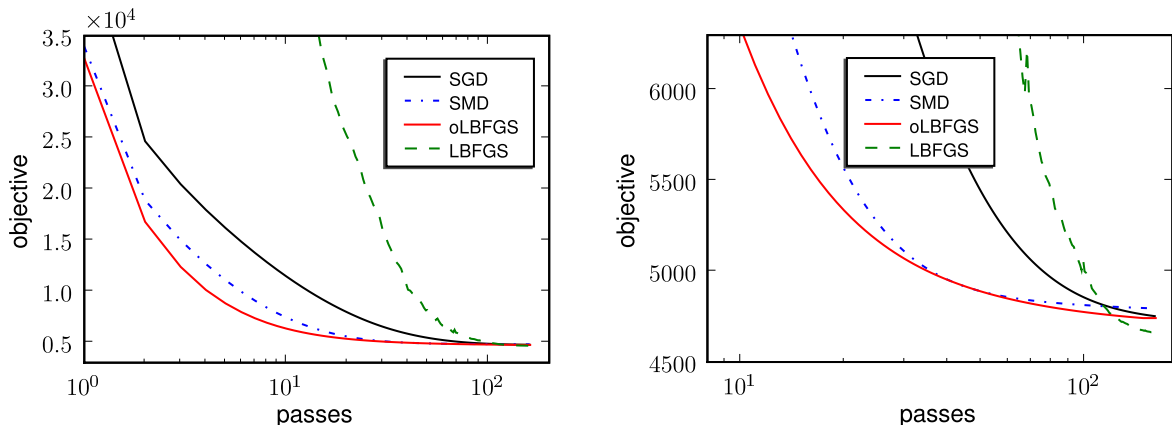 ×10⁴
3.5
3.0
2.5
2.0
1.5
1.0
0.5
objective
10⁰
10¹
10²
passes
SGD
SMD
oLBFGS
LBFGS
6000
5500
5000
4500
objective
10¹
10²
passes
SGD
SMD
oLBFGS
LBFGS